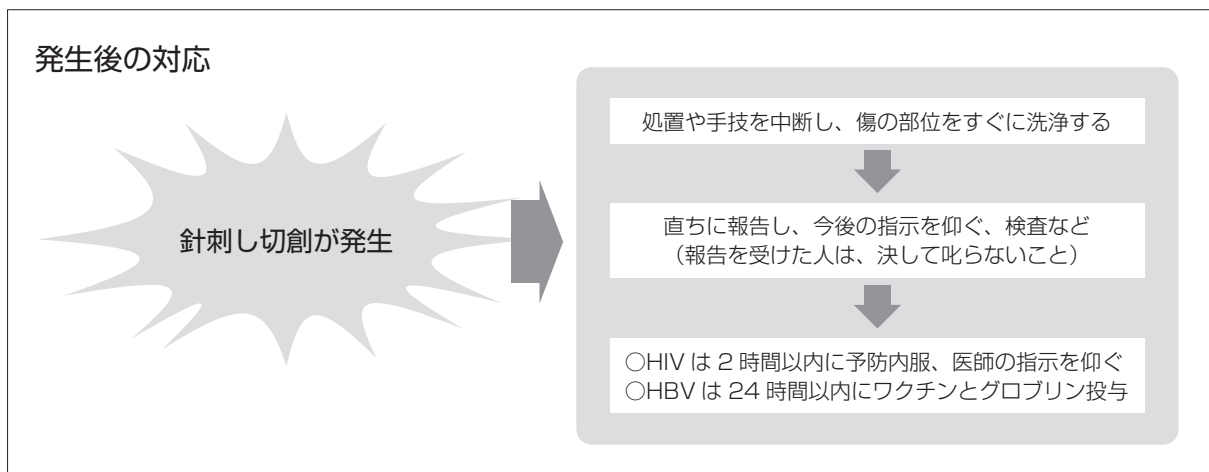 発生後の対応
針刺し切創が発生
処置や手技を中断し、傷の部位をすぐに洗浄する
直ちに報告し、今後の指示を仰ぐ、検査など
（報告を受けた人は、決して叱らないこと）
○HIV は 2 時間以内に予防内服、医師の指示を仰ぐ
○HBV は 24 時間以内にワクチンとグロブリン投与